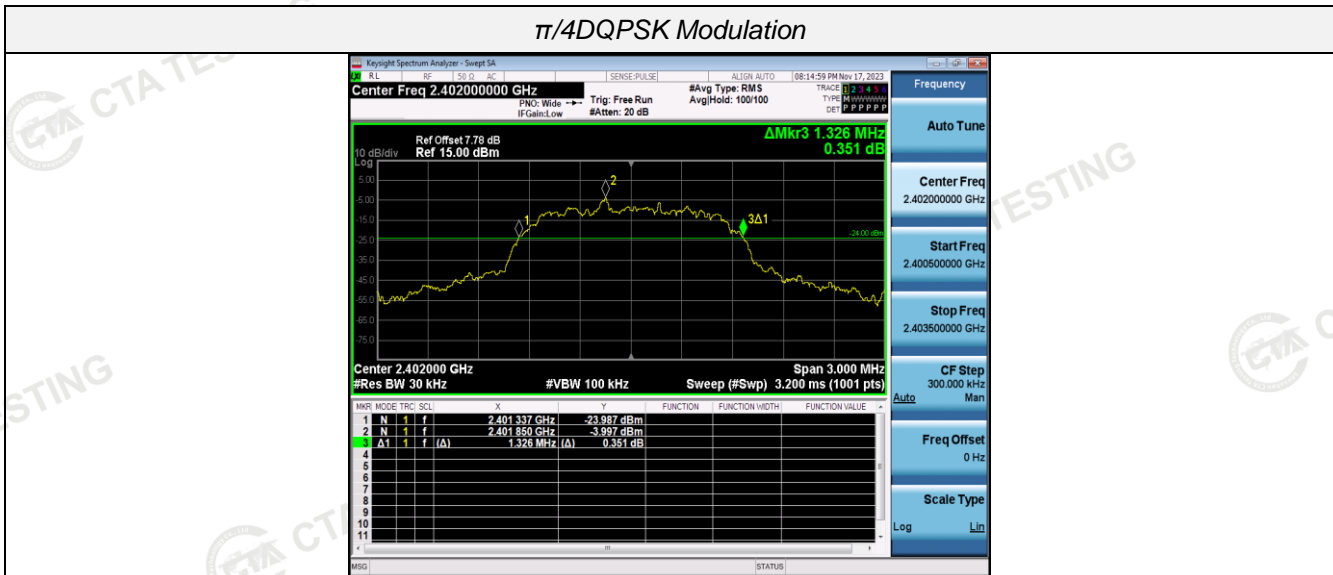 π/4DQPSK Modulation
Keysight Spectrum Analyzer - Swept SA
LXI RL RF 50 Ω AC SENSE:PULSE ALIGN AUTO 08:14:59 PM Nov 17, 2023
Center Freq 2.402000000 GHz #Avg Type: RMS TRACE 1 2 3 4 5 6
PNO: Wide Trig: Free Run Avg|Hold: 100/100 TYPE M W W W W W
IFGain:Low #Atten: 20 dB DET P P P P P P
Frequency
Auto Tune
Center Freq
2.402000000 GHz
Start Freq
2.400500000 GHz
Stop Freq
2.403500000 GHz
CF Step
300.000 kHz
Auto Man
Freq Offset
0 Hz
Scale Type
Log Lin
ΔMkr3 1.326 MHz
0.351 dB
Ref Offset 7.78 dB
10 dB/div Ref 15.00 dBm
Log
5.00
-5.00
-15.0
-25.0
-35.0
-45.0
-55.0
-65.0
-75.0
1
2
3Δ1
-24.00 dBm
Center 2.402000 GHz Span 3.000 MHz
#Res BW 30 kHz #VBW 100 kHz Sweep (#Swp) 3.200 ms (1001 pts)
MKR MODE TRC SCL X Y FUNCTION FUNCTION WIDTH FUNCTION VALUE
1 N 1 f 2.401 337 GHz -23.987 dBm
2 N 1 f 2.401 850 GHz -3.997 dBm
3 Δ1 1 f (Δ) 1.326 MHz (Δ) 0.351 dB
4
5
6
7
8
9
10
11
MSG STATUS
CTA TES
TESTING
ESTING
CTA
C